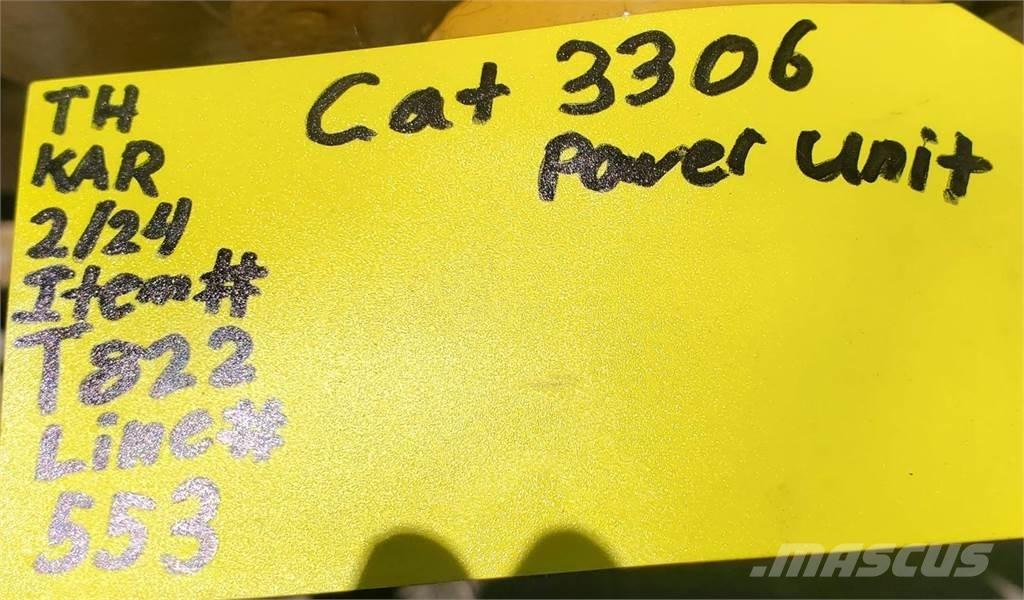 TH
KAR
2/24
Item#
T822
Line#
553
Cat 3306
Power unit
MASCUS